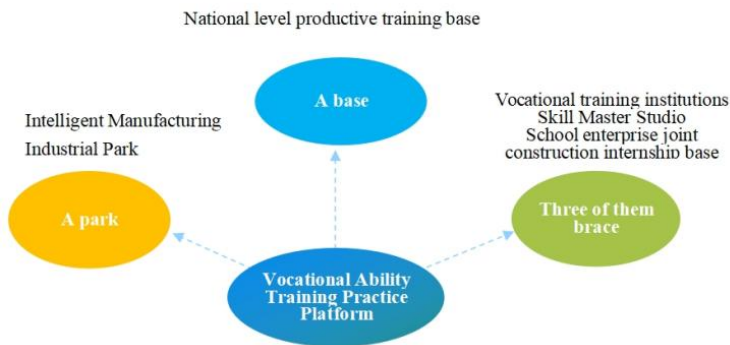 National level productive training base
A base
Intelligent Manufacturing
Industrial Park
A park
Vocational training institutions
Skill Master Studio
School enterprise joint
construction internship base
Three of them
brace
Vocational Ability
Training Practice
Platform